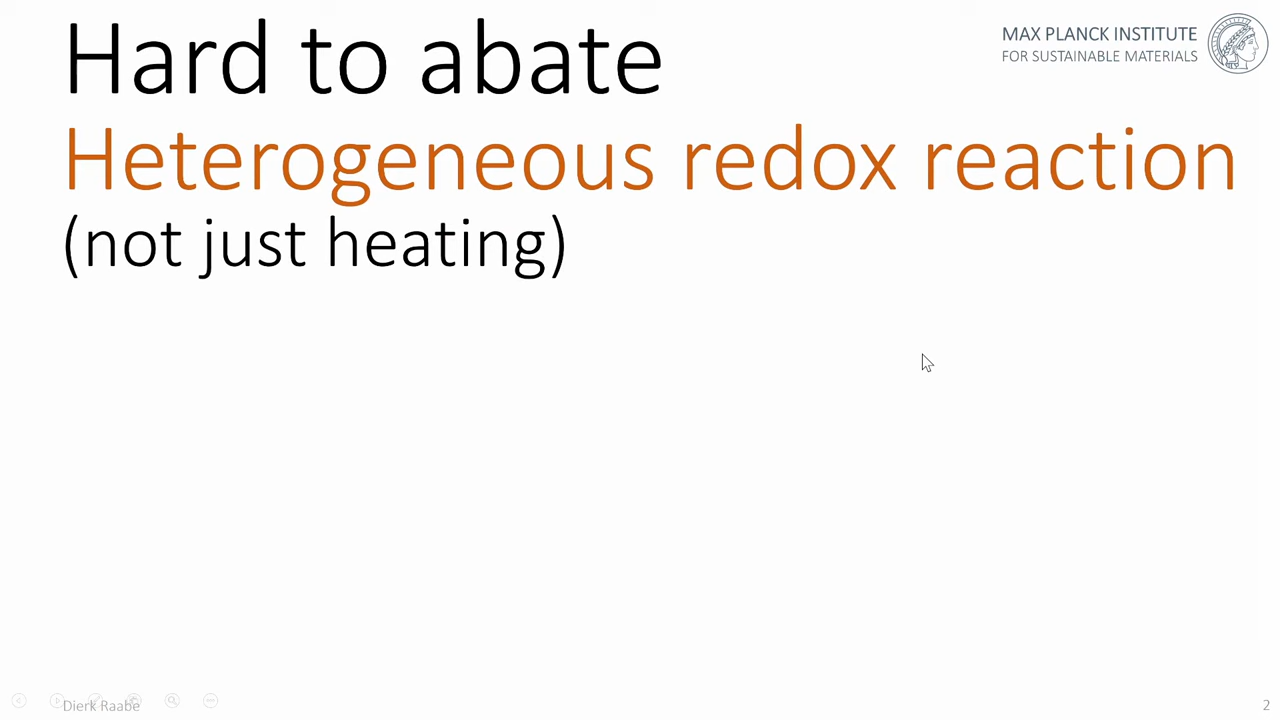 Hard to abate
MAX PLANCK INSTITUTE
FOR SUSTAINABLE MATERIALS
Heterogeneous redox reaction
(not just heating)
Dierk Raabe
2